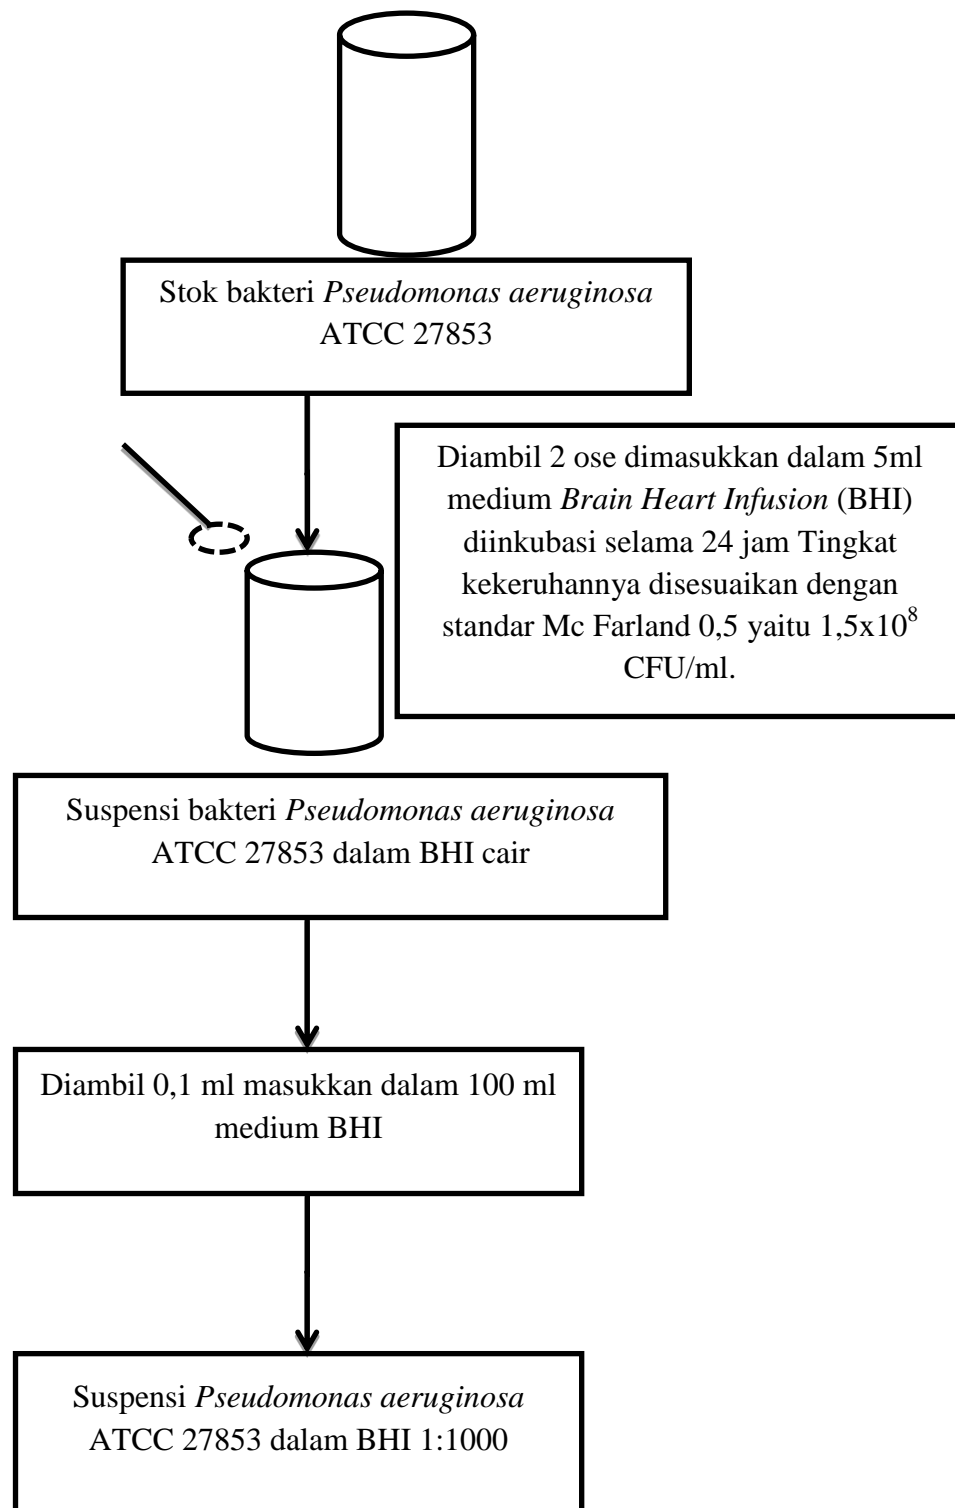 Stok bakteri Pseudomonas aeruginosa
ATCC 27853
Diambil 2 ose dimasukkan dalam 5ml
medium Brain Heart Infusion (BHI)
diinkubasi selama 24 jam Tingkat
kekeruhannya disesuaikan dengan
standar Mc Farland 0,5 yaitu 1,5x10⁸
CFU/ml.
Suspensi bakteri Pseudomonas aeruginosa
ATCC 27853 dalam BHI cair
Diambil 0,1 ml masukkan dalam 100 ml
medium BHI
Suspensi Pseudomonas aeruginosa
ATCC 27853 dalam BHI 1:1000